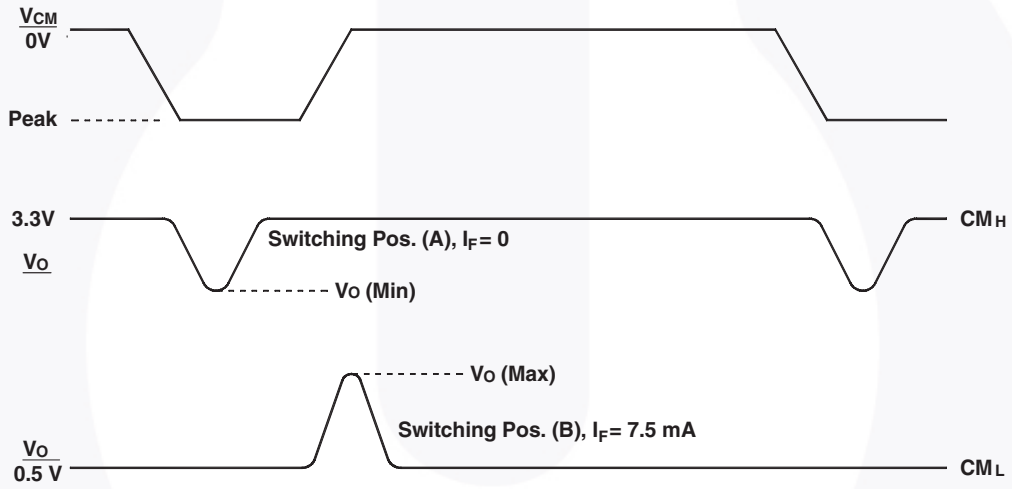 VCM
0V
Peak
3.3V
CMH
Switching Pos. (A), IF= 0
VO
VO (Min)
VO (Max)
Switching Pos. (B), IF= 7.5 mA
VO
0.5 V
CML